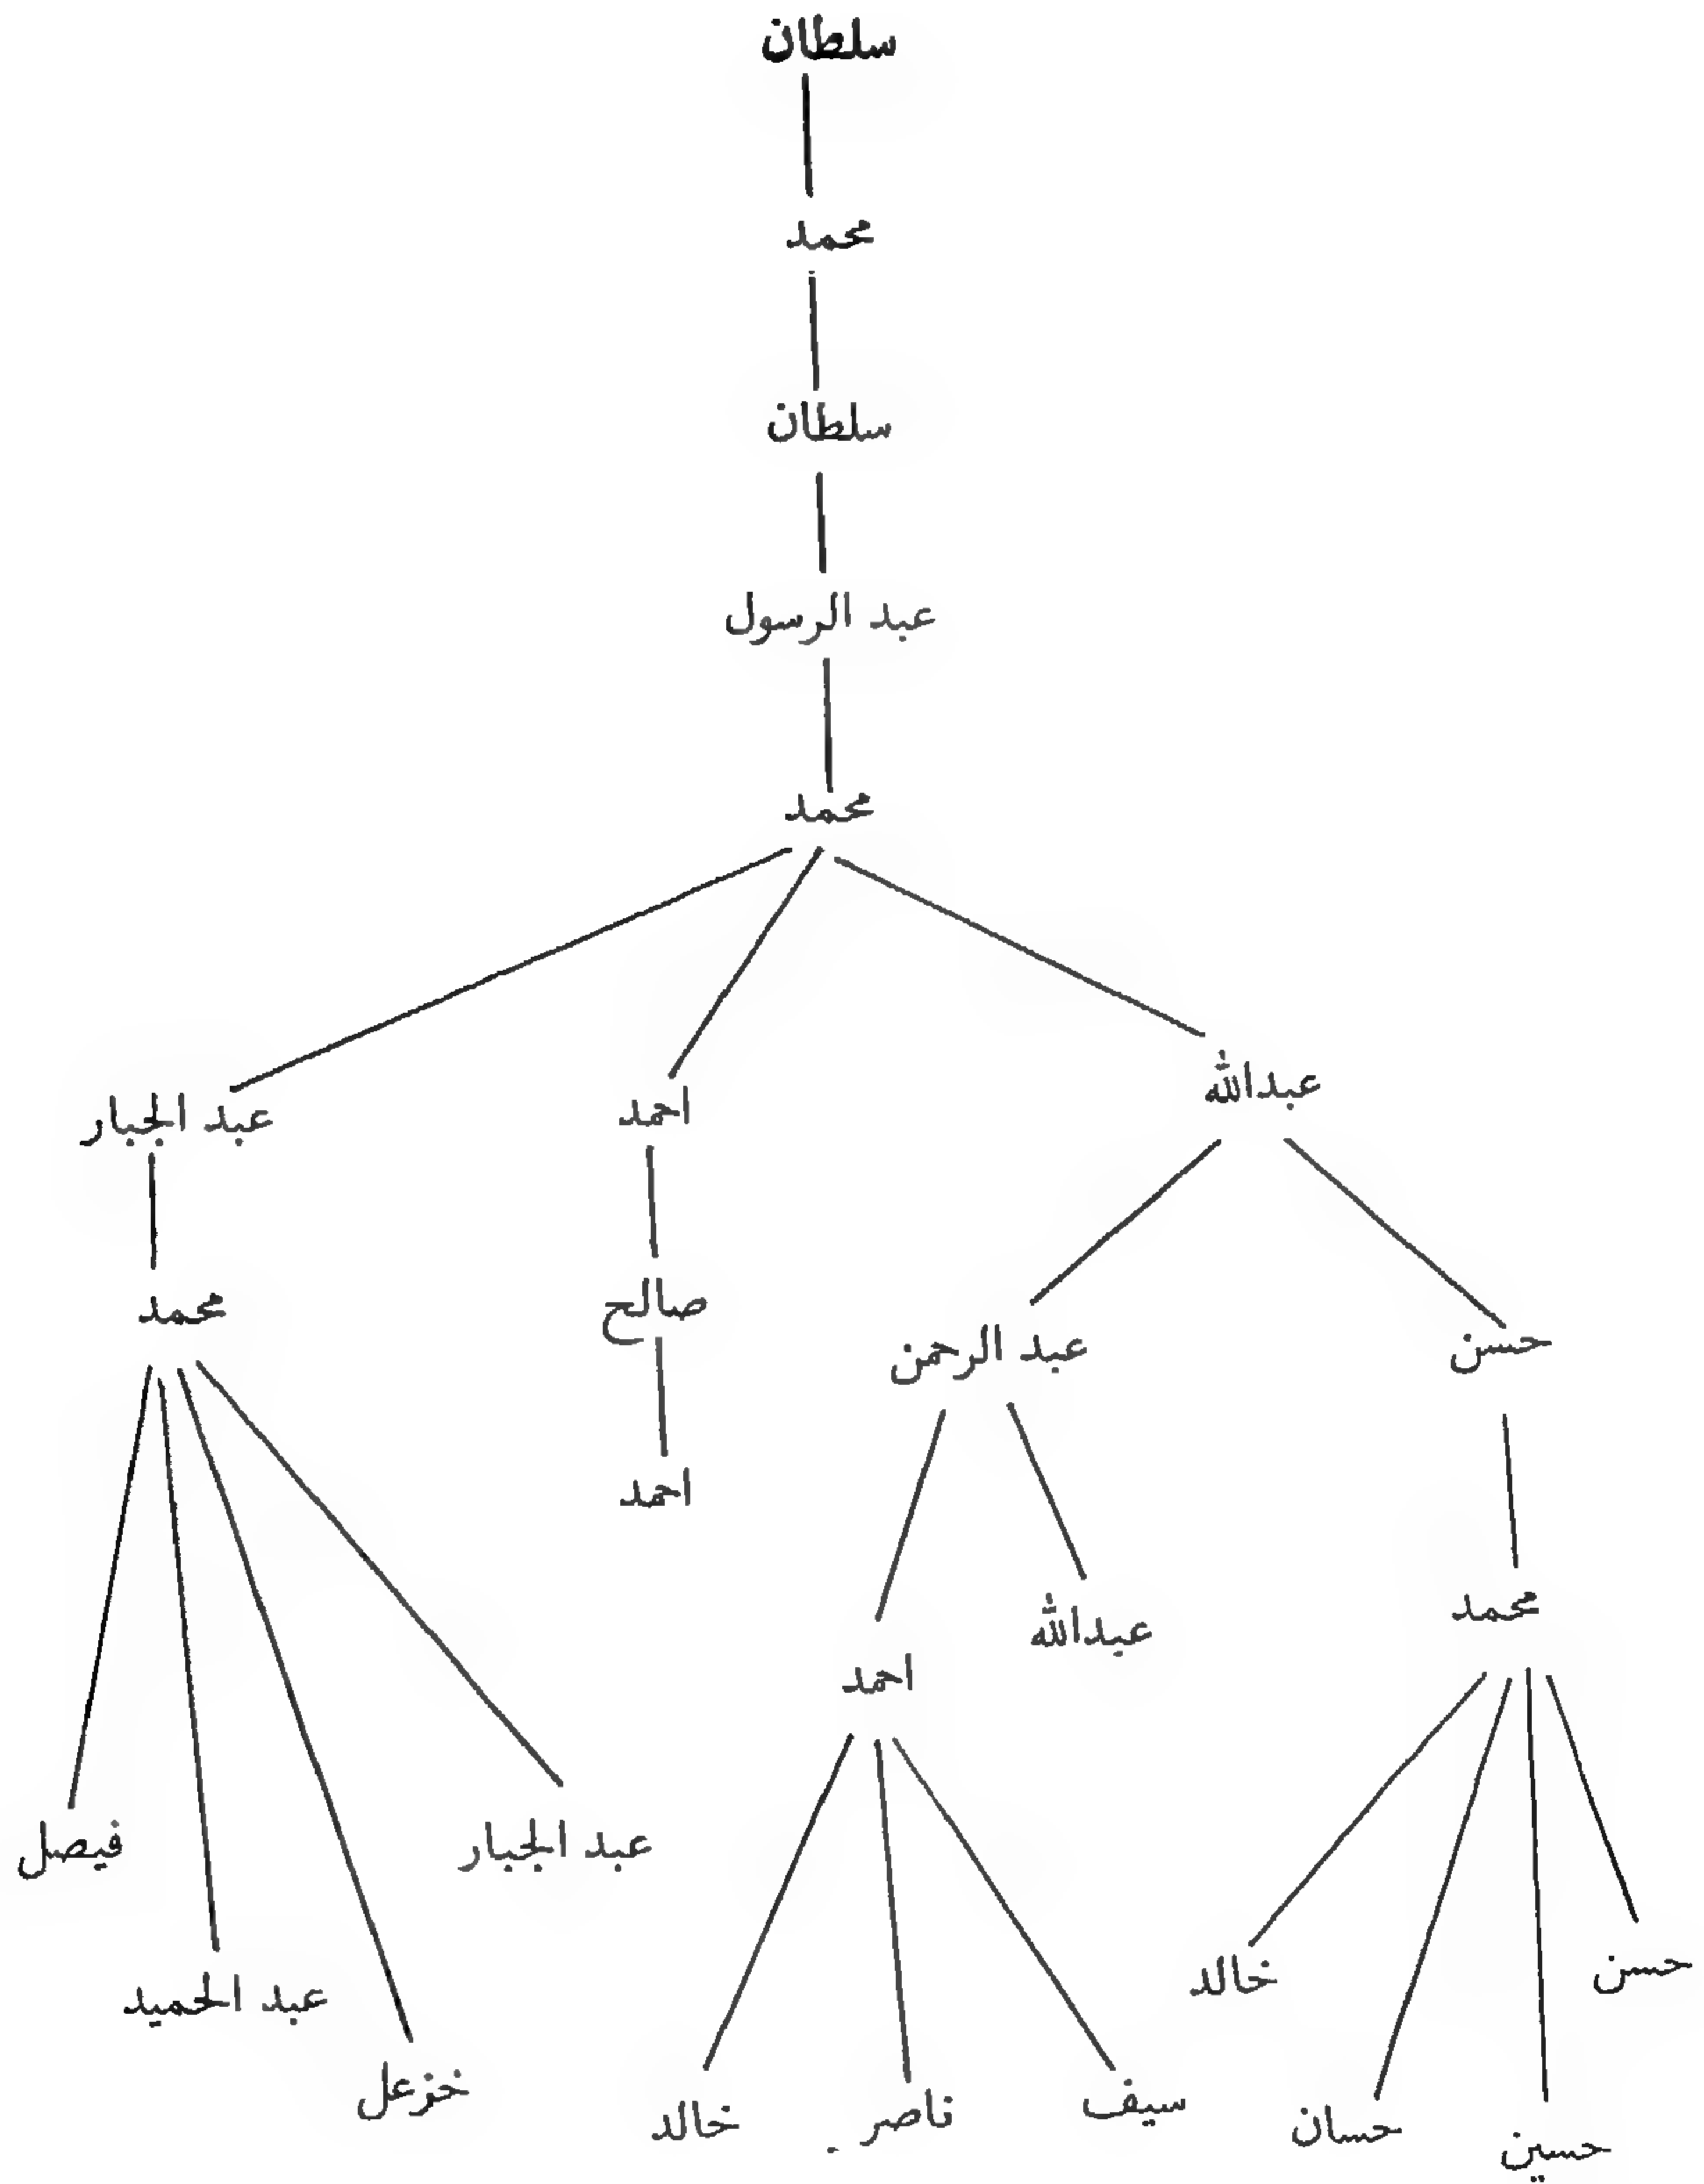 سلطان
محمد
سلطان
عبد الرسول
محمد
عبدالله
احمد
عبد الجبار
حسن
عبد الرحمن
صالح
محمد
محمد
عبدالله
احمد
احمد
حسن
حسين
حسان
خالد
سيف
ناصر
خالد
عبد الجبار
خزعل
عبد الحميد
فيصل